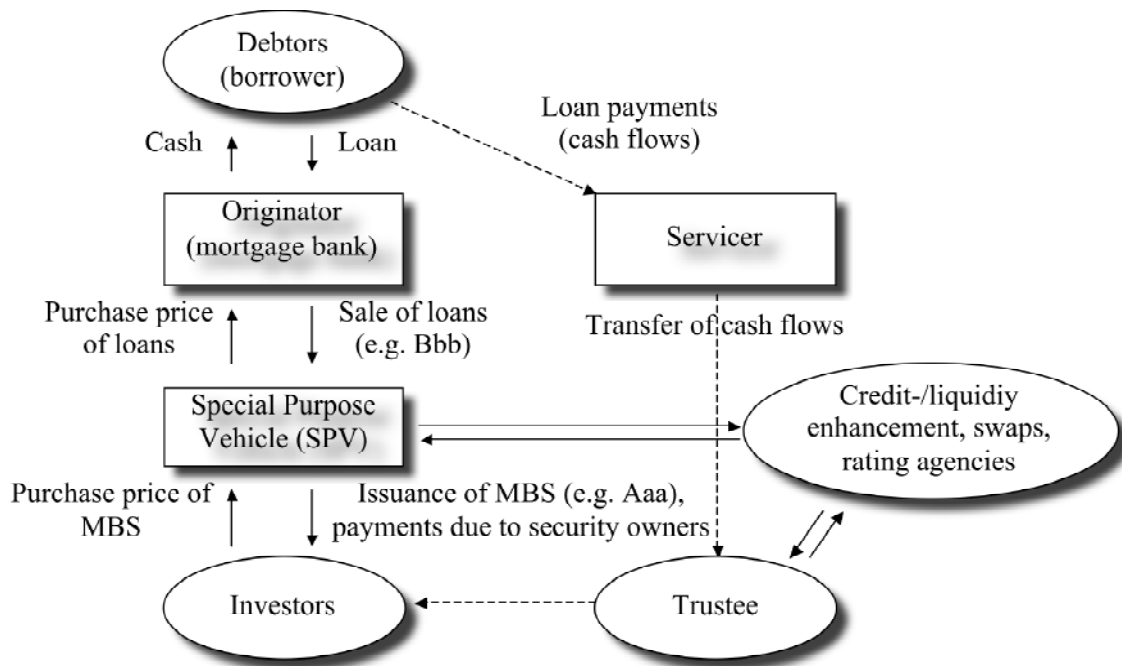 Debtors
(borrower)
Loan payments
(cash flows)
Cash
Loan
Originator
(mortgage bank)
Servicer
Purchase price
of loans
Sale of loans
(e.g. Bbb)
Transfer of cash flows
Special Purpose
Vehicle (SPV)
Credit-/liquidiy
enhancement, swaps,
rating agencies
Purchase price of
MBS
Issuance of MBS (e.g. Aaa),
payments due to security owners
Investors
Trustee